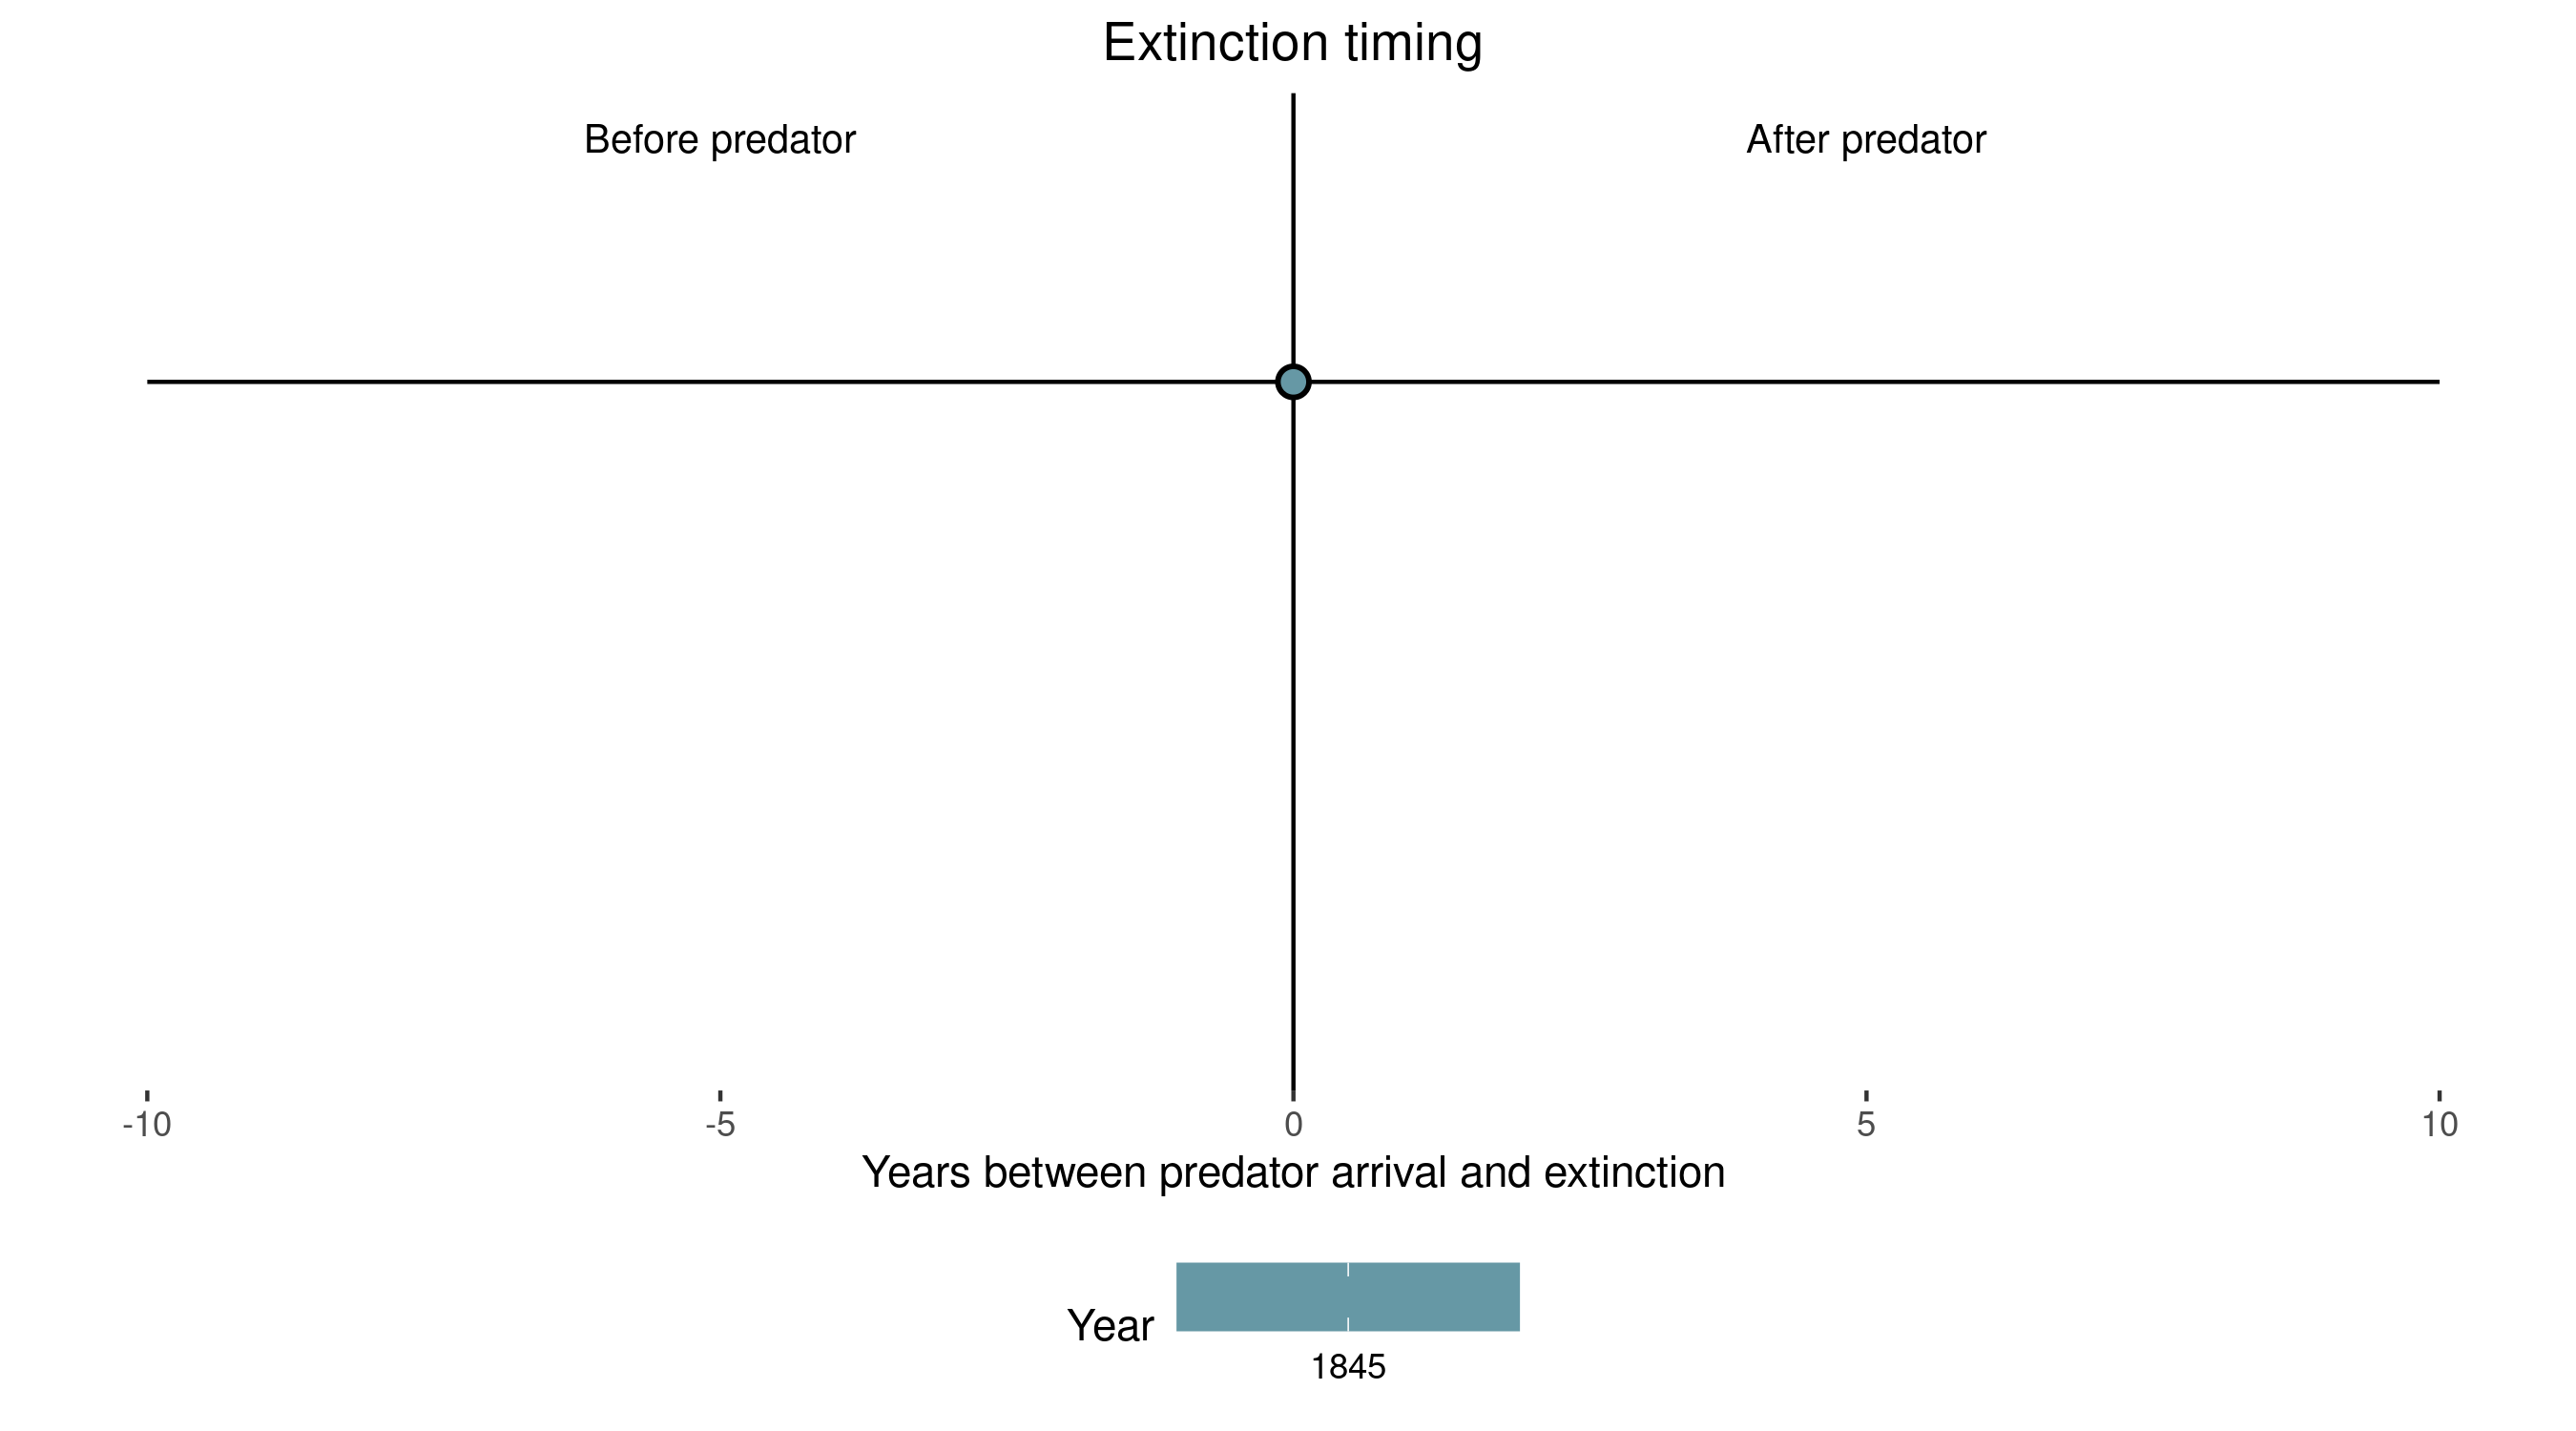 Extinction timing
Before predator After predator
-10 -5 0 5 10
Years between predator arrival and extinction
Year
1845